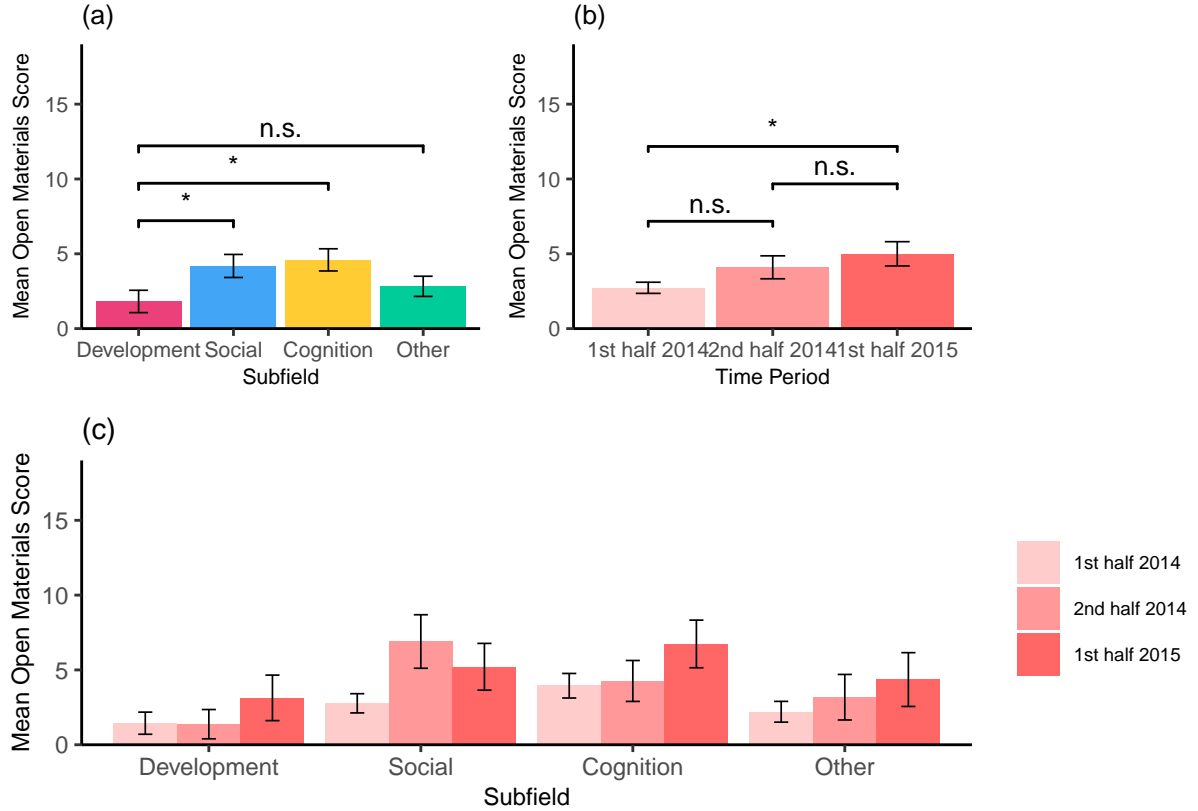 (a)
Mean Open Materials Score
15
10
5
0
n.s.
*
*
Development Social Cognition Other
Subfield
(b)
Mean Open Materials Score
15
10
5
0
*
n.s.
n.s.
1st half 2014 2nd half 2014 1st half 2015
Time Period
(c)
Mean Open Materials Score
15
10
5
0
Development Social Cognition Other
Subfield
1st half 2014
2nd half 2014
1st half 2015